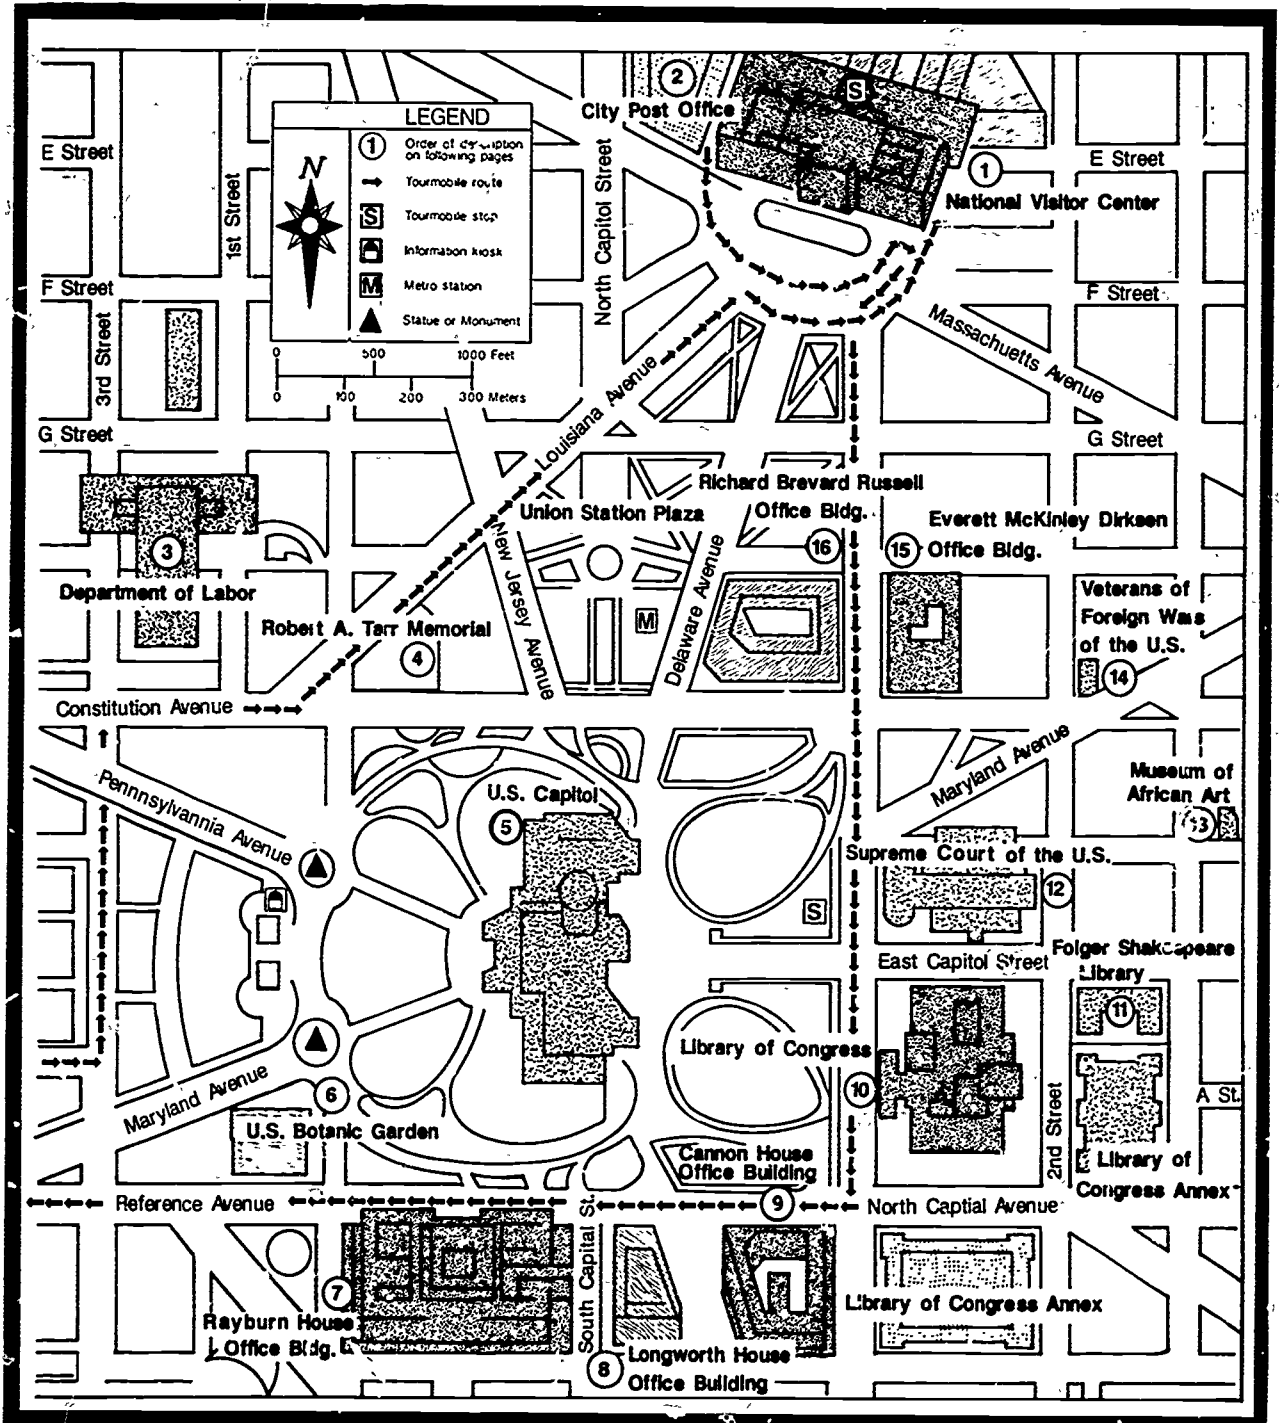 2
City Post Office
S
LEGEND
1
Order of description
on following pages
Tourmobile route
S
Tourmobile stop
Information kiosk
M
Metro station
Statue or Monument
N
0 500 1000 Feet
0 100 200 300 Meters
E Street
1st Street
North Capitol Street
E Street
1
National Visitor Center
F Street
3rd Street
F Street
Massachuetts Avenue
Louisiana Avenue
G Street
G Street
Richard Brevard Russell
Office Bldg.
16
Union Station Plaza
Everett McKinley Dirksen
15
Office Bldg.
3
Department of Labor
New Jersey Avenue
Delaware Avenue
M
Veterans of
Foreign Wars
of the U.S.
14
Robert A. Tarr Memorial
4
Constitution Avenue
Pennnsylvannia Avenue
Maryland Avenue
Museum of
African Art
13
U.S. Capitol
5
Supreme Court of the U.S.
12
S
East Capitol Street
Folger Shakespeare
Library
11
Library of Congress
10
Maryland Avenue
6
U.S. Botanic Garden
A St.
2nd Street
Cannon House
Office Building
9
Library of
Congress Annex
Reference Avenue
South Capital St.
North Captial Avenue
7
Rayburn House
Office Bldg.
Library of Congress Annex
8
Longworth House
Office Building